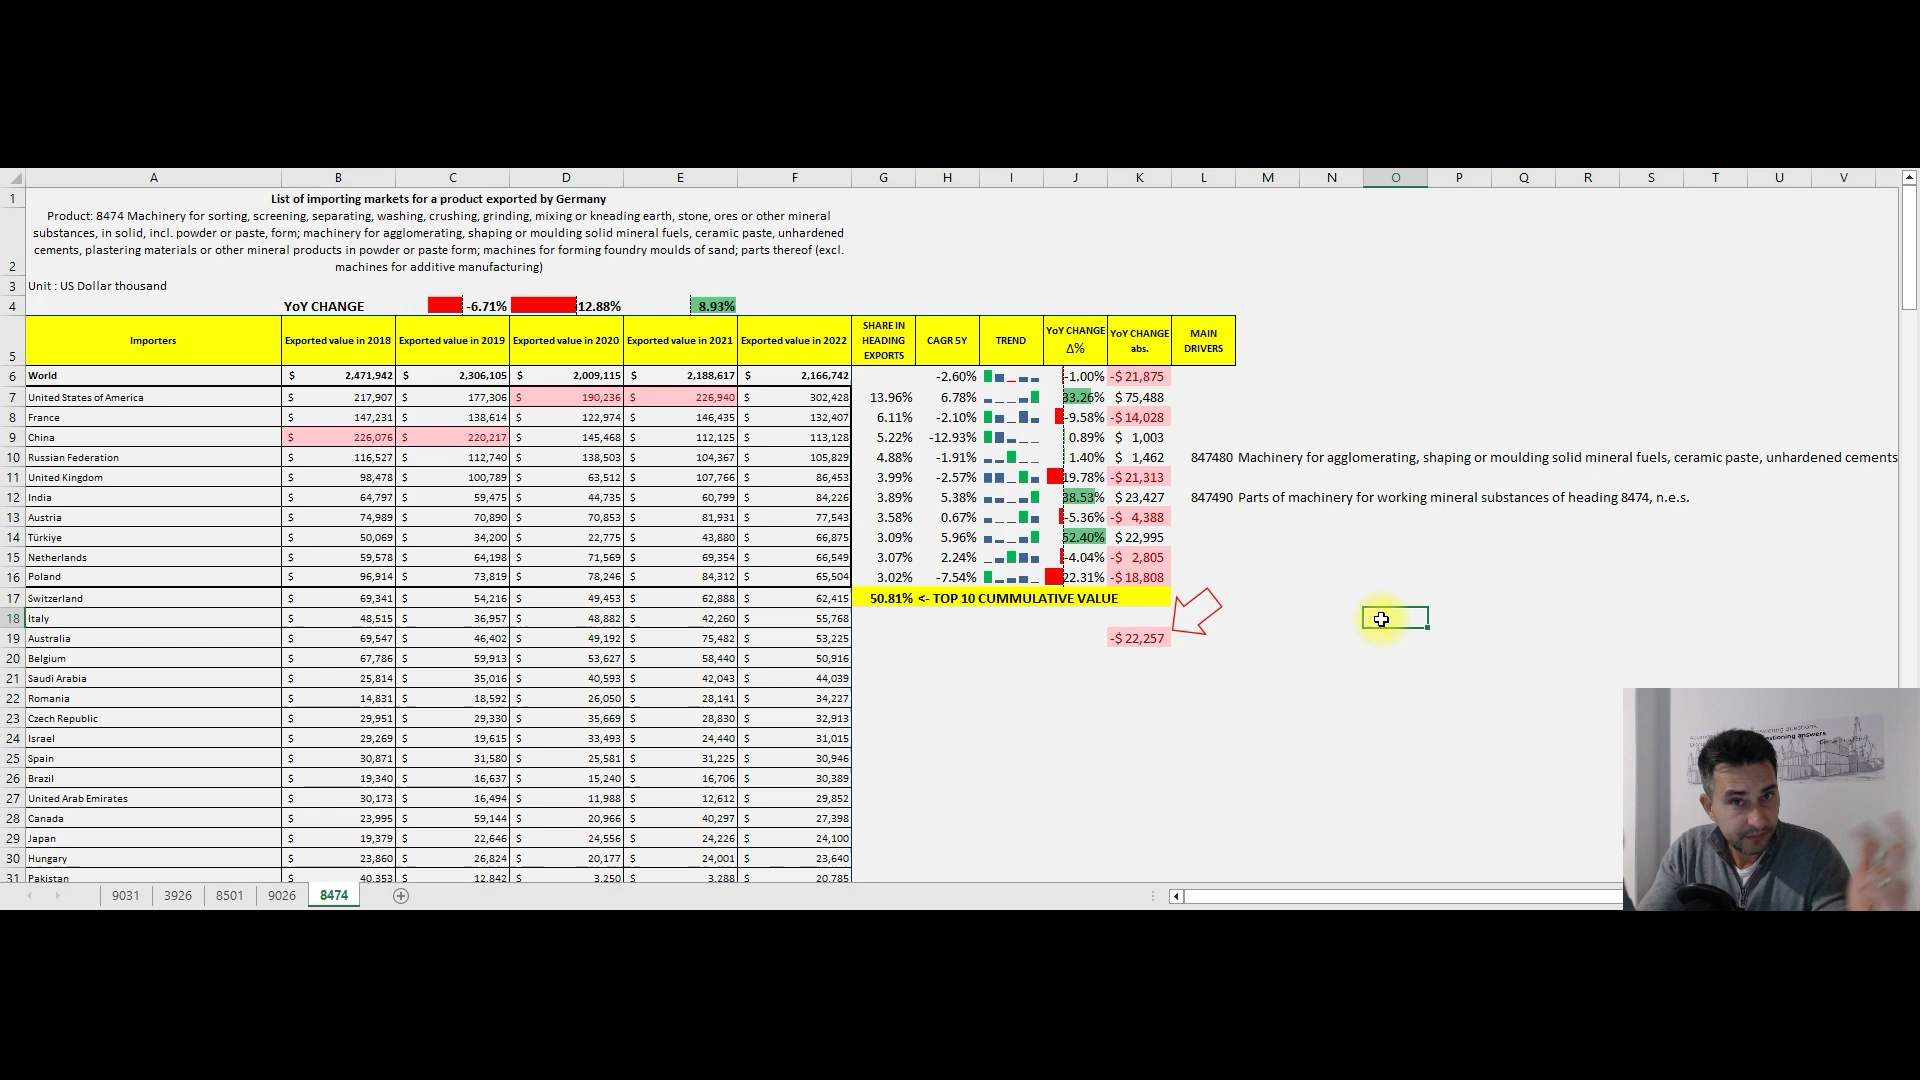 A B C D E F G H I J K L M N O P Q R S T U V
1 List of importing markets for a product exported by Germany
Product: 8474 Machinery for sorting, screening, separating, washing, crushing, grinding, mixing or kneading earth, stone, ores or other mineral
substances, in solid, incl. powder or paste, form; machinery for agglomerating, shaping or moulding solid mineral fuels, ceramic paste, unhardened
cements, plastering materials or other mineral products in powder or paste form; machines for forming foundry moulds of sand; parts thereof (excl.
2 machines for additive manufacturing)
3 Unit : US Dollar thousand
4 YoY CHANGE -6.71% 12.88% 8.93%
5 Importers Exported value in 2018 Exported value in 2019 Exported value in 2020 Exported value in 2021 Exported value in 2022 SHARE IN HEADING EXPORTS CAGR 5Y TREND YoY CHANGE Δ% YoY CHANGE abs. MAIN DRIVERS
6 World $ 2,471,942 $ 2,306,105 $ 2,009,115 $ 2,188,617 $ 2,166,742 -2.60% -1.00% -$ 21,875
7 United States of America $ 217,907 $ 177,306 $ 190,236 $ 226,940 $ 302,428 13.96% 6.78% 33.26% $ 75,488
8 France $ 147,231 $ 138,614 $ 122,974 $ 146,435 $ 132,407 6.11% -2.10% -9.58% -$ 14,028
9 China $ 226,076 $ 220,217 $ 145,468 $ 112,125 $ 113,128 5.22% -12.93% 0.89% $ 1,003
10 Russian Federation $ 116,527 $ 112,740 $ 138,503 $ 104,367 $ 105,829 4.88% -1.91% 1.40% $ 1,462 847480 Machinery for agglomerating, shaping or moulding solid mineral fuels, ceramic paste, unhardened cements
11 United Kingdom $ 98,478 $ 100,789 $ 63,512 $ 107,766 $ 86,453 3.99% -2.57% 19.78% -$ 21,313
12 India $ 64,797 $ 59,475 $ 44,735 $ 60,799 $ 84,226 3.89% 5.38% 38.53% $ 23,427 847490 Parts of machinery for working mineral substances of heading 8474, n.e.s.
13 Austria $ 74,989 $ 70,890 $ 70,853 $ 81,931 $ 77,543 3.58% 0.67% -5.36% -$ 4,388
14 Türkiye $ 50,069 $ 34,200 $ 22,775 $ 43,880 $ 66,875 3.09% 5.96% 52.40% $ 22,995
15 Netherlands $ 59,578 $ 64,198 $ 71,569 $ 69,354 $ 66,549 3.07% 2.24% -4.04% -$ 2,805
16 Poland $ 96,914 $ 73,819 $ 78,246 $ 84,312 $ 65,504 3.02% -7.54% 22.31% -$ 18,808
17 Switzerland $ 69,341 $ 54,216 $ 49,453 $ 62,888 $ 62,415 50.81% <- TOP 10 CUMMULATIVE VALUE
18 Italy $ 48,515 $ 36,957 $ 48,882 $ 42,260 $ 55,768
19 Australia $ 69,547 $ 46,402 $ 49,192 $ 75,482 $ 53,225 -$ 22,257
20 Belgium $ 67,786 $ 59,913 $ 53,627 $ 58,440 $ 50,916
21 Saudi Arabia $ 25,814 $ 35,016 $ 40,593 $ 42,043 $ 44,039
22 Romania $ 14,831 $ 18,592 $ 26,050 $ 28,141 $ 34,227
23 Czech Republic $ 29,951 $ 29,330 $ 35,669 $ 28,830 $ 32,913
24 Israel $ 29,269 $ 19,615 $ 33,493 $ 24,440 $ 31,015
25 Spain $ 30,871 $ 31,580 $ 25,581 $ 31,225 $ 30,946
26 Brazil $ 19,340 $ 16,637 $ 15,240 $ 16,706 $ 30,389
27 United Arab Emirates $ 30,173 $ 16,494 $ 11,988 $ 12,612 $ 29,852
28 Canada $ 23,995 $ 59,144 $ 20,966 $ 40,297 $ 27,398
29 Japan $ 19,379 $ 22,646 $ 24,556 $ 24,226 $ 24,100
30 Hungary $ 23,860 $ 26,824 $ 20,177 $ 24,001 $ 23,640
31 Pakistan $ 40,353 $ 12,842 $ 3,250 $ 3,288 $ 20,785
answering questions
questioning answers
9031 3926 8501 9026 8474